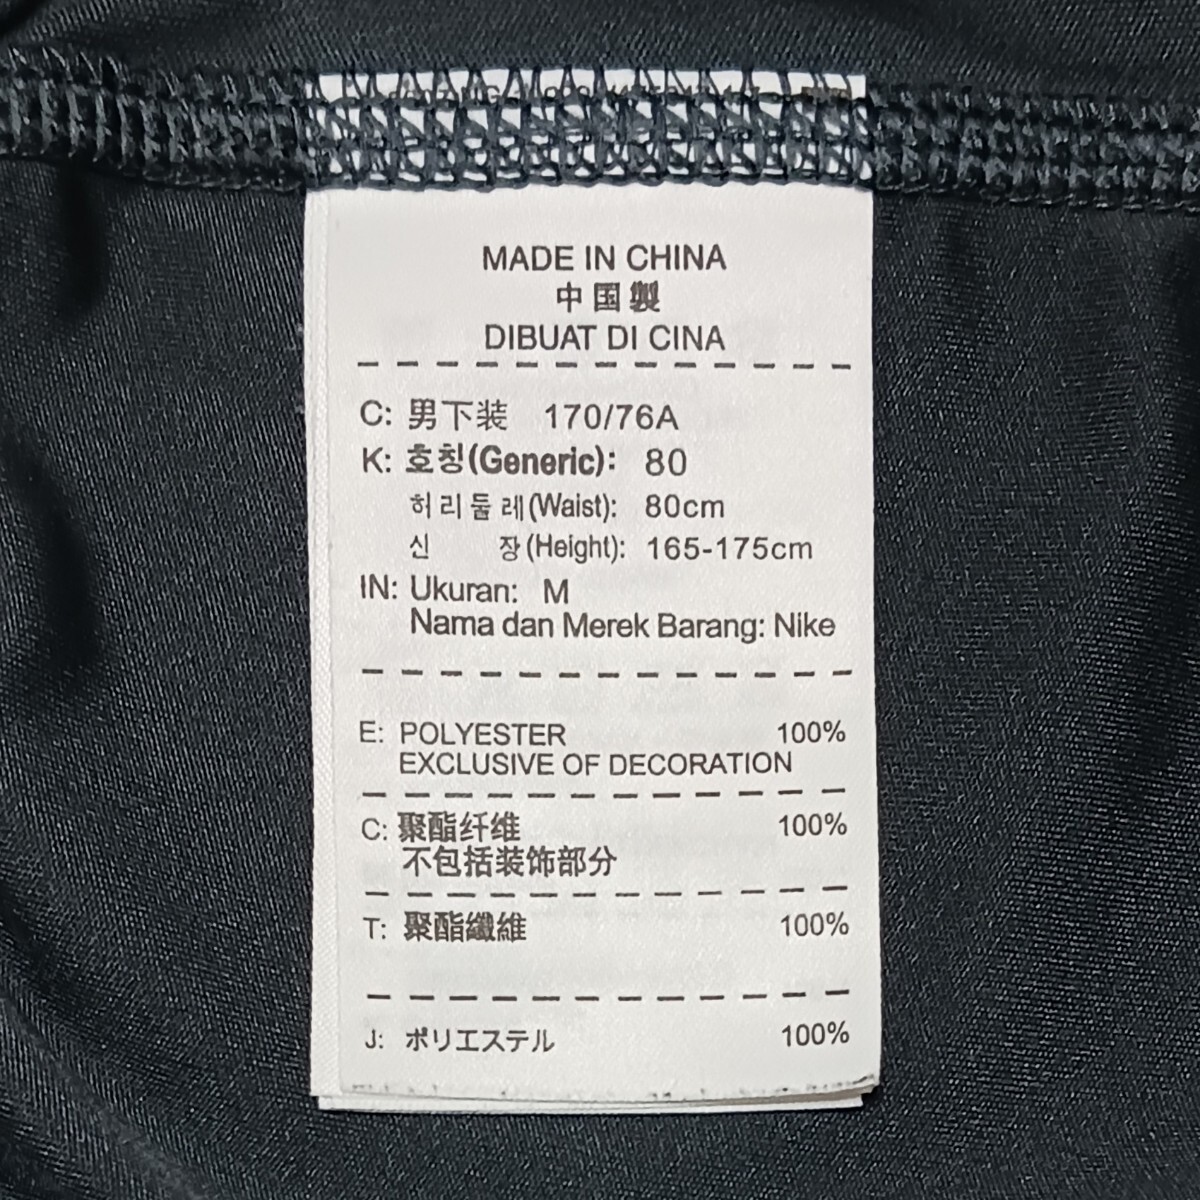 MADE IN CHINA
中国製
DIBUAT DI CINA
C: 男下装 170/76A
K: 호칭(Generic): 80
허리둘레(Waist): 80cm
신 장(Height): 165-175cm
IN: Ukuran: M
Nama dan Merek Barang: Nike
E: POLYESTER 100%
EXCLUSIVE OF DECORATION
C: 聚酯纤维 100%
不包括装饰部分
T: 聚酯纖維 100%
J: ポリエステル 100%